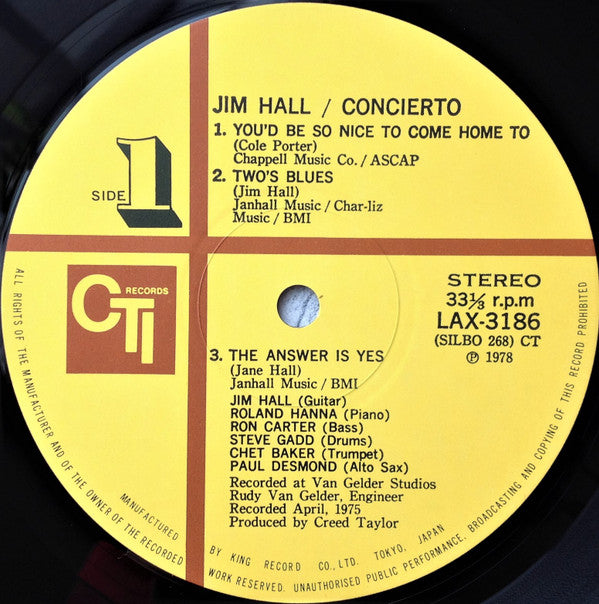 JIM HALL / CONCIERTO
1. YOU'D BE SO NICE TO COME HOME TO
(Cole Porter)
Chappell Music Co./ASCAP
2. TWO'S BLUES
(Jim Hall)
Janhall Music/Char-liz
Music/BMI
SIDE 1
CTI RECORDS
STEREO
33⅓ r.p.m
LAX-3186
(SILBO 268) CT
Ⓟ 1978
3. THE ANSWER IS YES
(Jane Hall)
Janhall Music/BMI
JIM HALL (Guitar)
ROLAND HANNA (Piano)
RON CARTER (Bass)
STEVE GADD (Drums)
CHET BAKER (Trumpet)
PAUL DESMOND (Alto Sax)
Recorded at Van Gelder Studios
Rudy Van Gelder, Engineer
Recorded April, 1975
Produced by Creed Taylor
MANUFACTURED BY KING RECORD CO.,LTD. TOKYO, JAPAN
ALL RIGHTS OF THE MANUFACTURER AND OF THE OWNER OF THE RECORDED WORK RESERVED. UNAUTHORISED PUBLIC PERFORMANCE, BROADCASTING AND COPYING OF THIS RECORD PROHIBITED